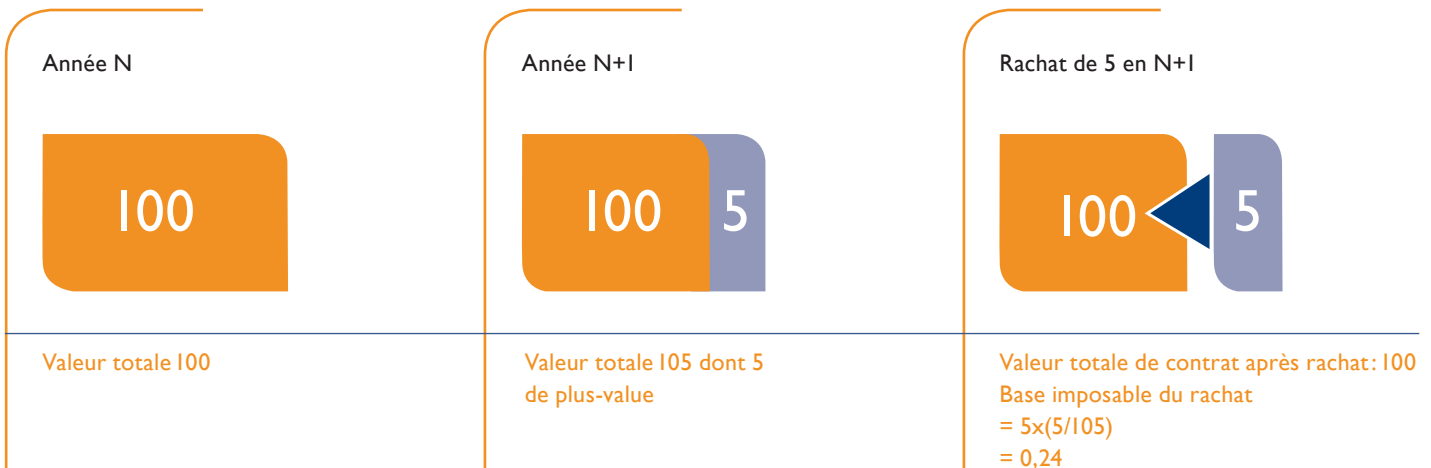 Année N
100
Valeur totale 100
Année N+1
100 5
Valeur totale 105 dont 5
de plus-value
Rachat de 5 en N+1
100 5
Valeur totale de contrat après rachat: 100
Base imposable du rachat
= 5x(5/105)
= 0,24